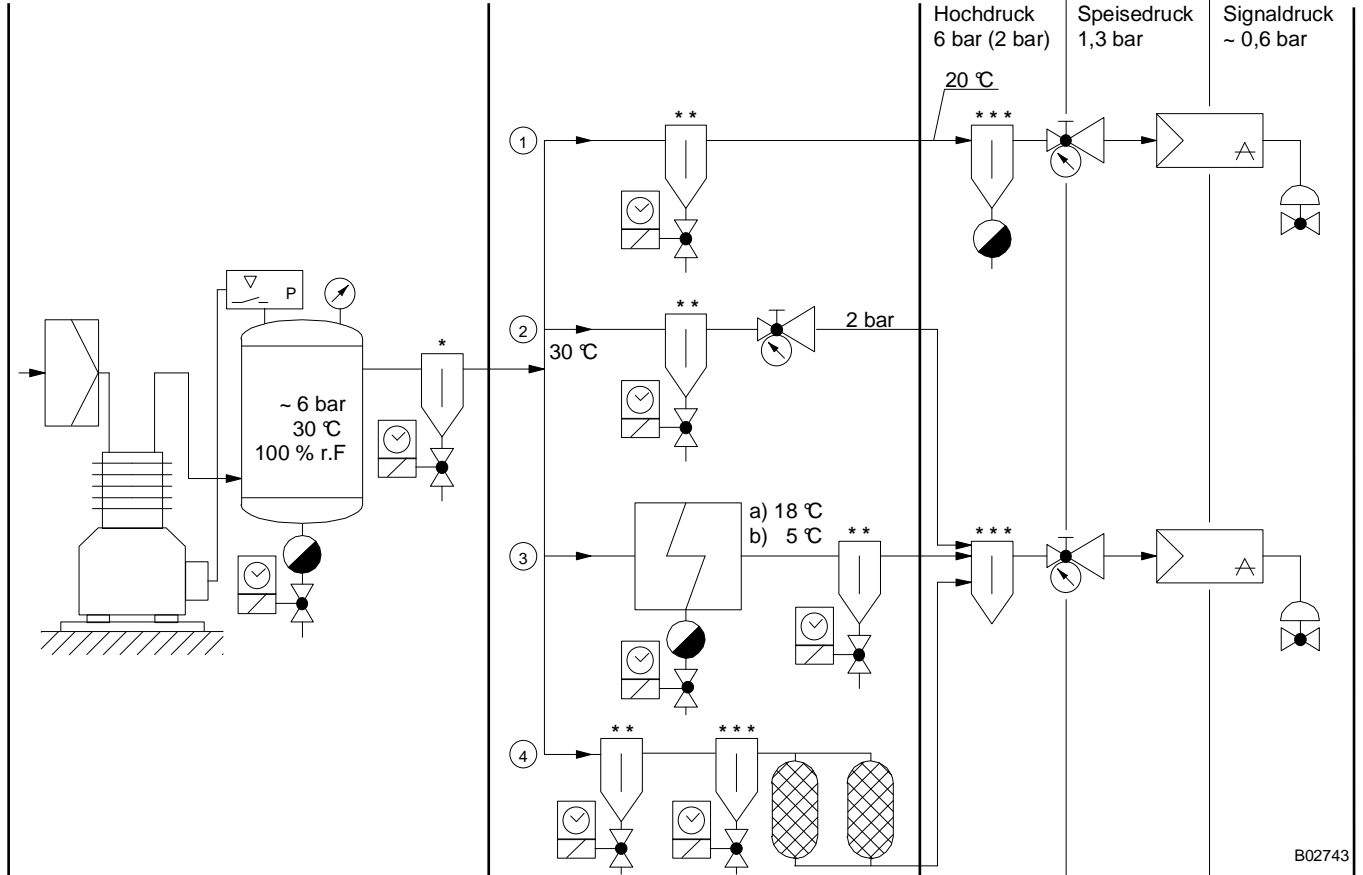 Hochdruck
6 bar (2 bar)
Speisedruck
1,3 bar
Signaldruck
~ 0,6 bar
20 °C
* *
* * *
1
A
P
* *
2
2 bar
30 °C
*
~ 6 bar
30 °C
100 % r.F
a) 18 °C
b) 5 °C
* *
* * *
3
A
* *
* * *
4
B02743